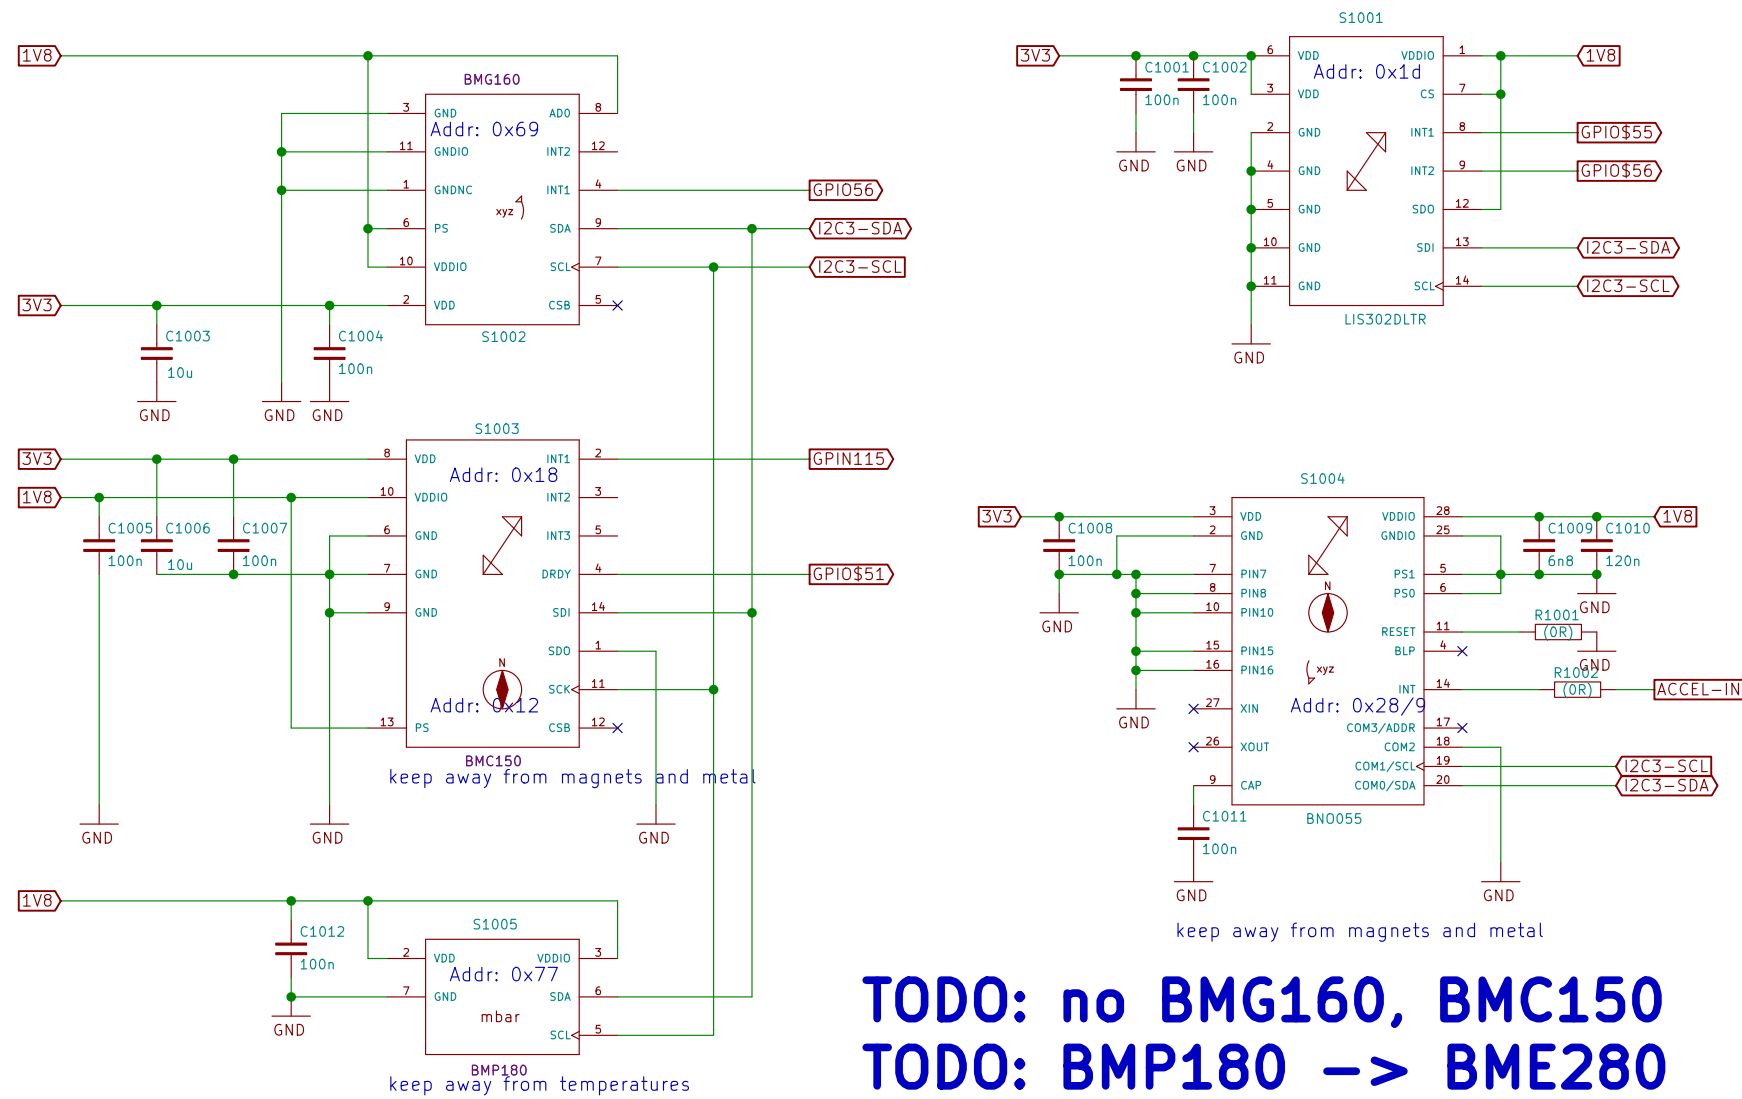 1V8
BMG160
3 GND AD0 8
Addr: 0x69
11 GNDIO INT2 12
1 GNDNC INT1 4 GPIO56
xyz
6 PS SDA 9 I2C3-SDA
10 VDDIO SCL 7 I2C3-SCL
3V3 2 VDD CSB 5
S1002
C1003
10u
GND
GND
C1004
100n
GND
S1003
3V3 8 VDD INT1 2 GPIN115
Addr: 0x18
1V8 10 VDDIO INT2 3
C1005
100n
C1006
10u
C1007
100n
6 GND INT3 5
7 GND DRDY 4 GPIO$51
9 GND SDI 14
SDO 1
N
SCK 11
Addr: 0x12
13 PS CSB 12
BMC150
keep away from magnets and metal
GND
GND
GND
1V8
S1005
C1012
100n
GND
2 VDD VDDIO 3
Addr: 0x77
7 GND SDA 6
mbar
SCL 5
BMP180
keep away from temperatures
S1001
3V3 6 VDD VDDIO 1 1V8
C1001
100n
GND
C1002
100n
GND
Addr: 0x1d
3 VDD CS 7
2 GND INT1 8 GPIO$55
4 GND INT2 9 GPIO$56
5 GND SDO 12
10 GND SDI 13 I2C3-SDA
11 GND SCL 14 I2C3-SCL
LIS302DLTR
GND
S1004
3V3 3 VDD VDDIO 28 1V8
C1008
100n
GND
C1009
6n8
C1010
120n
GND
2 GND GNDIO 25
7 PIN7 PS1 5
8 PIN8 PS0 6
N
10 PIN10
RESET 11
R1001
(0R)
GND
15 PIN15 BLP 4
16 PIN16
xyz
INT 14
R1002
(0R)
ACCEL-IN
Addr: 0x28/9
27 XIN
GND
COM3/ADDR 17
26 XOUT COM2 18
COM1/SCL 19 I2C3-SCL
9 CAP COM0/SDA 20 I2C3-SDA
C1011
100n
GND
BNO055
GND
keep away from magnets and metal
TODO: no BMG160, BMC150
TODO: BMP180 -> BME280